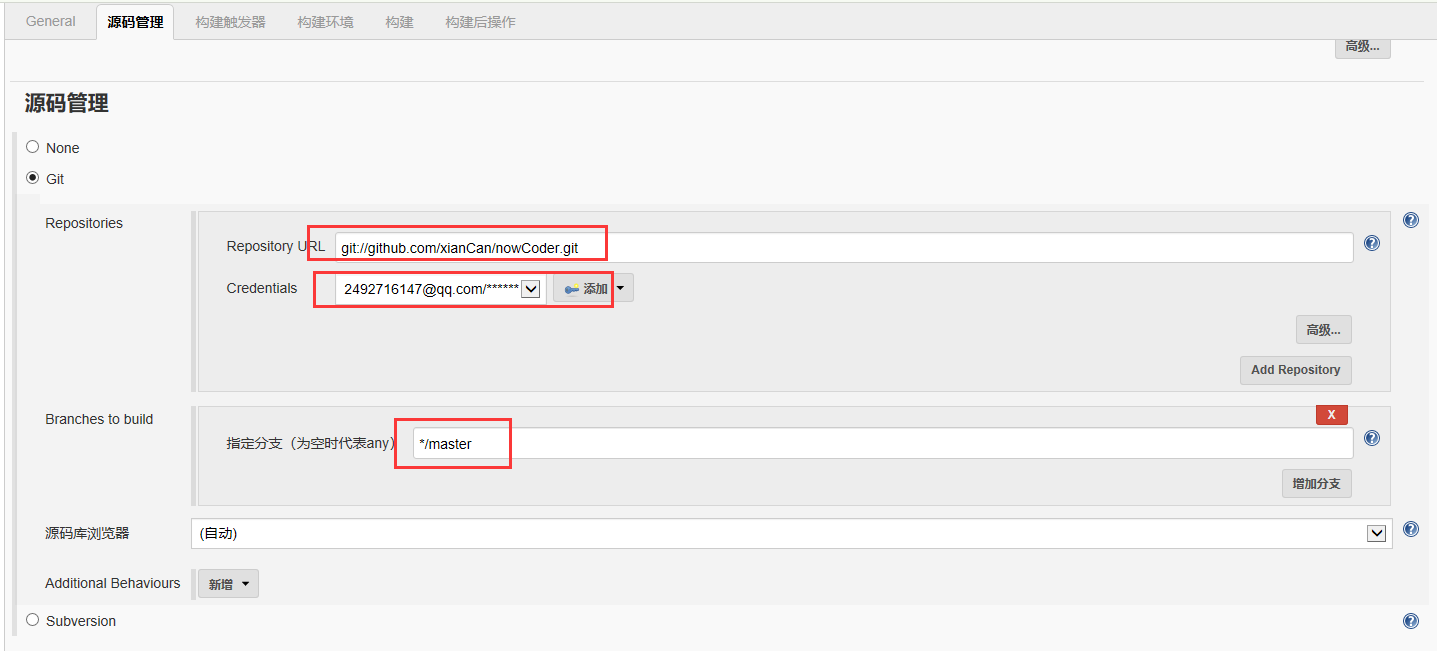 General 源码管理 构建触发器 构建环境 构建 构建后操作
高级...
源码管理
None
Git
Repositories
Repository URL git://github.com/xianCan/nowCoder.git
Credentials 2492716147@qq.com/****** 添加
高级...
Add Repository
Branches to build
X
指定分支（为空时代表any） */master
增加分支
源码库浏览器 (自动)
Additional Behaviours 新增
Subversion